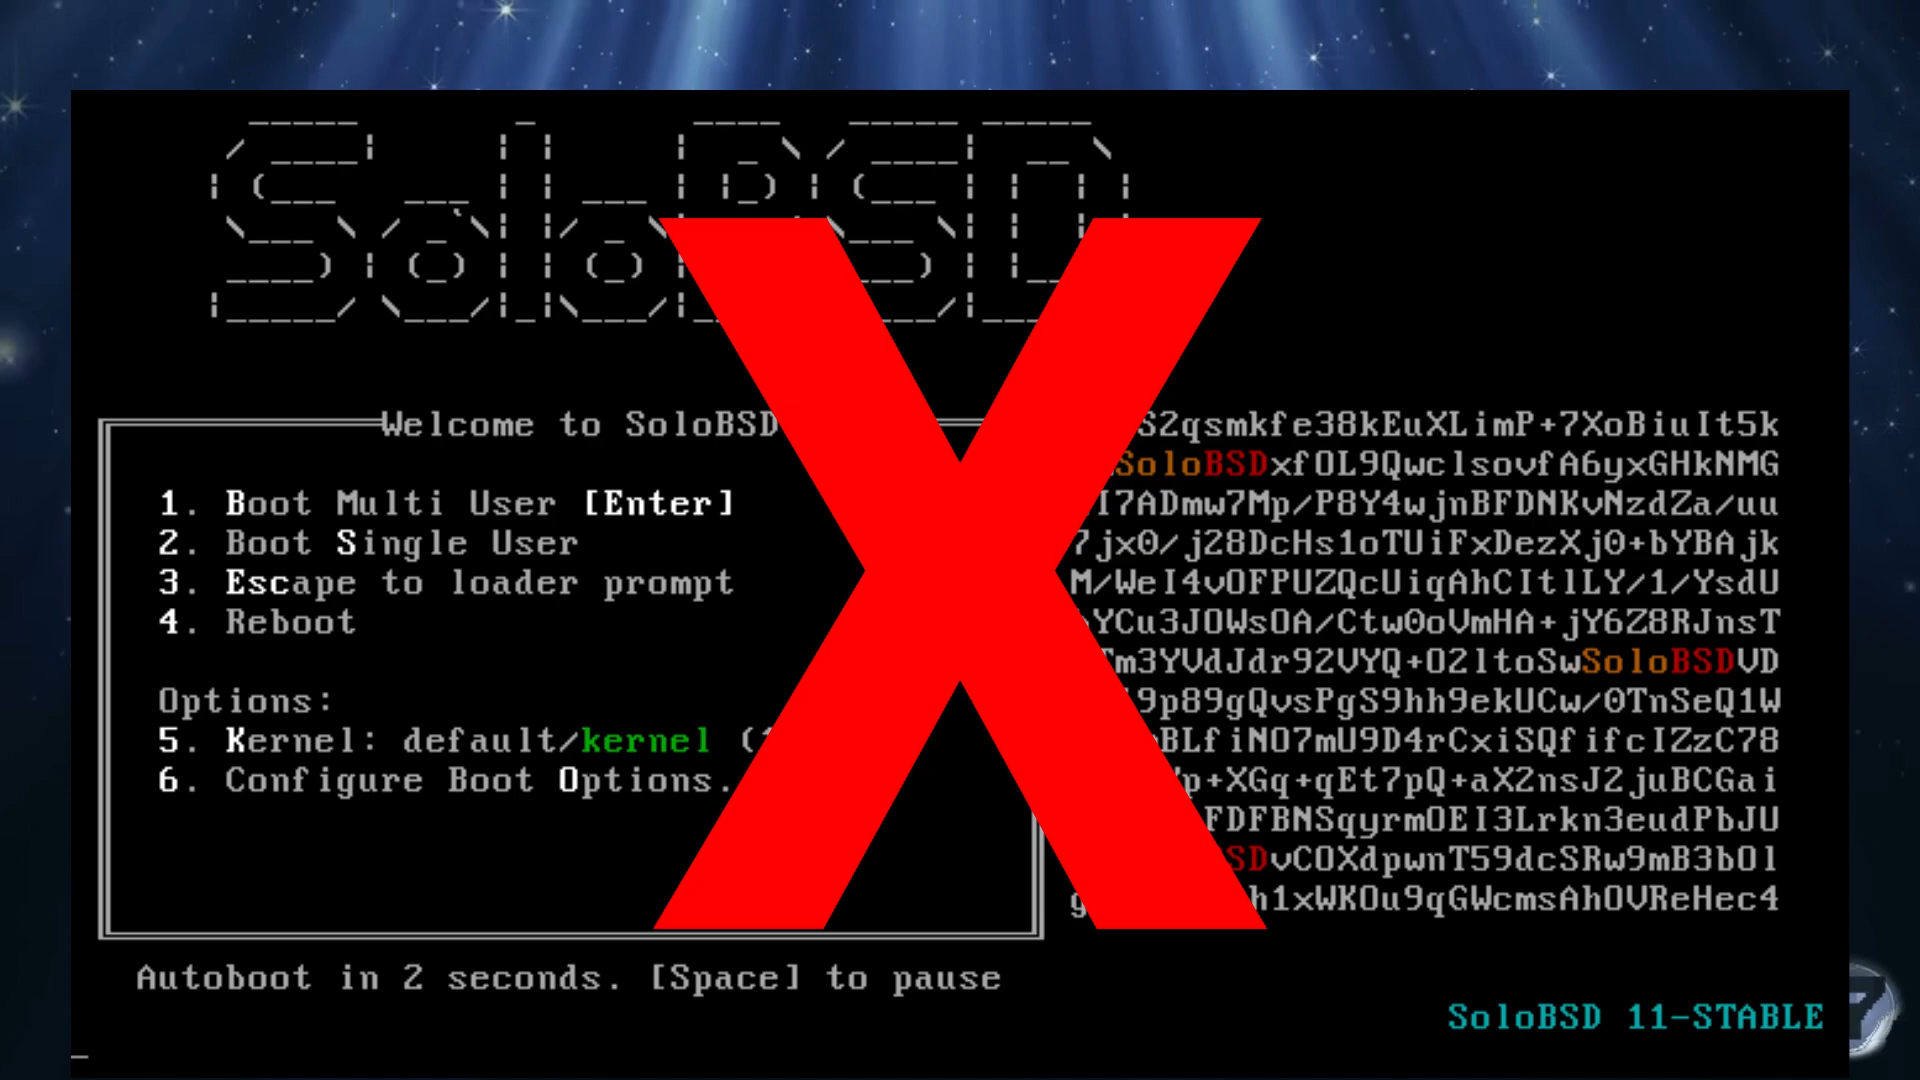 SoloBSD
Welcome to SoloBSD
1. Boot Multi User [Enter]
2. Boot Single User
3. Escape to loader prompt
4. Reboot
Options:
5. Kernel: default/kernel
6. Configure Boot Options.
S2qsmkfe38kEuXLimP+7XoBiuIt5k
SoloBSDxfOL9QwclsovfA6yxGHkNMG
I7ADmw7Mp/P8Y4wjnBFDNKvNzdZa/uu
7jx0/j28DcHs1oTUiFxDezXj0+bYBAjk
M/WeI4vOFPUZQcUiqAhCItlLY/1/YsdU
YCu3JOWsOA/Ctw0oVmHA+jY6Z8RJnsT
m3YVdJdr92VYQ+O2ltoSwSoloBSDVD
9p89gQvsPgS9hh9ekUCw/0TnSeQ1W
BLfiNO7mU9D4rCxiSQfifcIZzC78
p+XGq+qEt7pQ+aX2nsJ2juBCGai
FDFBNSqyrmOEI3Lrkn3eudPbJU
SDvCOXdpwnT59dcSRw9mB3bOl
h1xWKOu9qGWcmsAhOVReHec4
X
Autoboot in 2 seconds. [Space] to pause
SoloBSD 11-STABLE